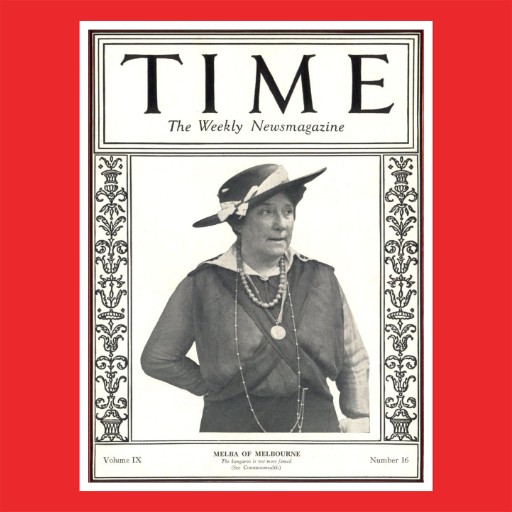 TIME
The Weekly Newsmagazine
MELBA OF MELBOURNE
Volume IX
The kangaroo is not more famed
Number 16
(See Commonwealth)